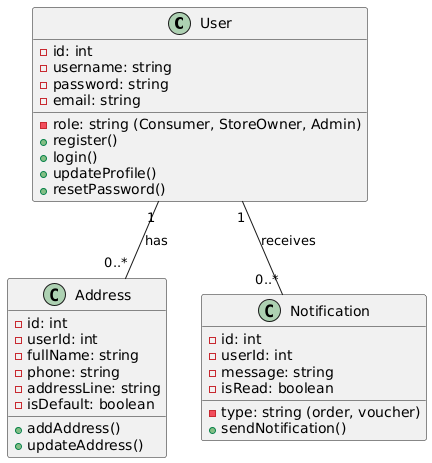 C User
id: int
username: string
password: string
email: string
role: string (Consumer, StoreOwner, Admin)
register()
login()
updateProfile()
resetPassword()
1
1
has
receives
0..*
0..*
C Address
id: int
userId: int
fullName: string
phone: string
addressLine: string
isDefault: boolean
addAddress()
updateAddress()
C Notification
id: int
userId: int
message: string
isRead: boolean
type: string (order, voucher)
sendNotification()